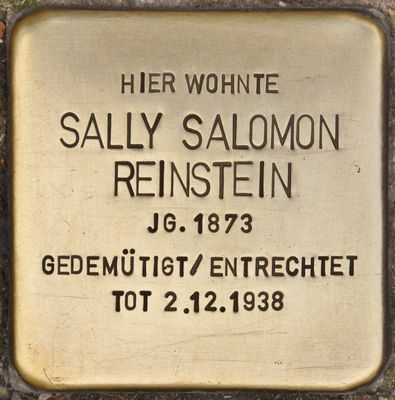 HIER WOHNTE
SALLY SALOMON
REINSTEIN
JG. 1873
GEDEMÜTIGT/ENTRECHTET
TOT 2.12.1938